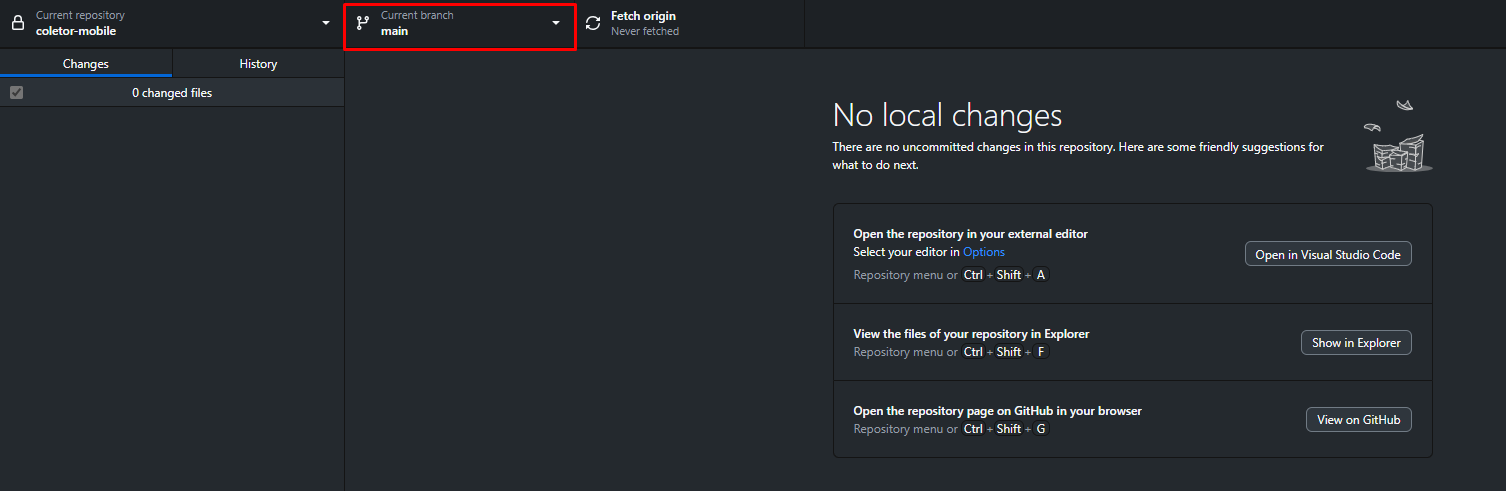 Current repository
coletor-mobile
Current branch
main
Fetch origin
Never fetched
Changes
History
0 changed files
No local changes
There are no uncommitted changes in this repository. Here are some friendly suggestions for
what to do next.
Open the repository in your external editor
Select your editor in Options
Repository menu or Ctrl + Shift + A
Open in Visual Studio Code
View the files of your repository in Explorer
Repository menu or Ctrl + Shift + F
Show in Explorer
Open the repository page on GitHub in your browser
Repository menu or Ctrl + Shift + G
View on GitHub